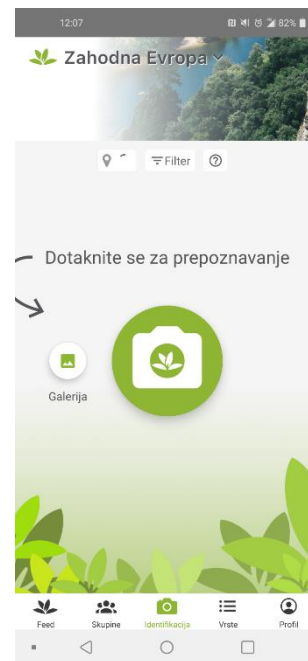 12:07
82%
Zahodna Evropa
Filter
Dotaknite se za prepoznavanje
Galerija
Feed Skupine Identifikacija Vrste Profil